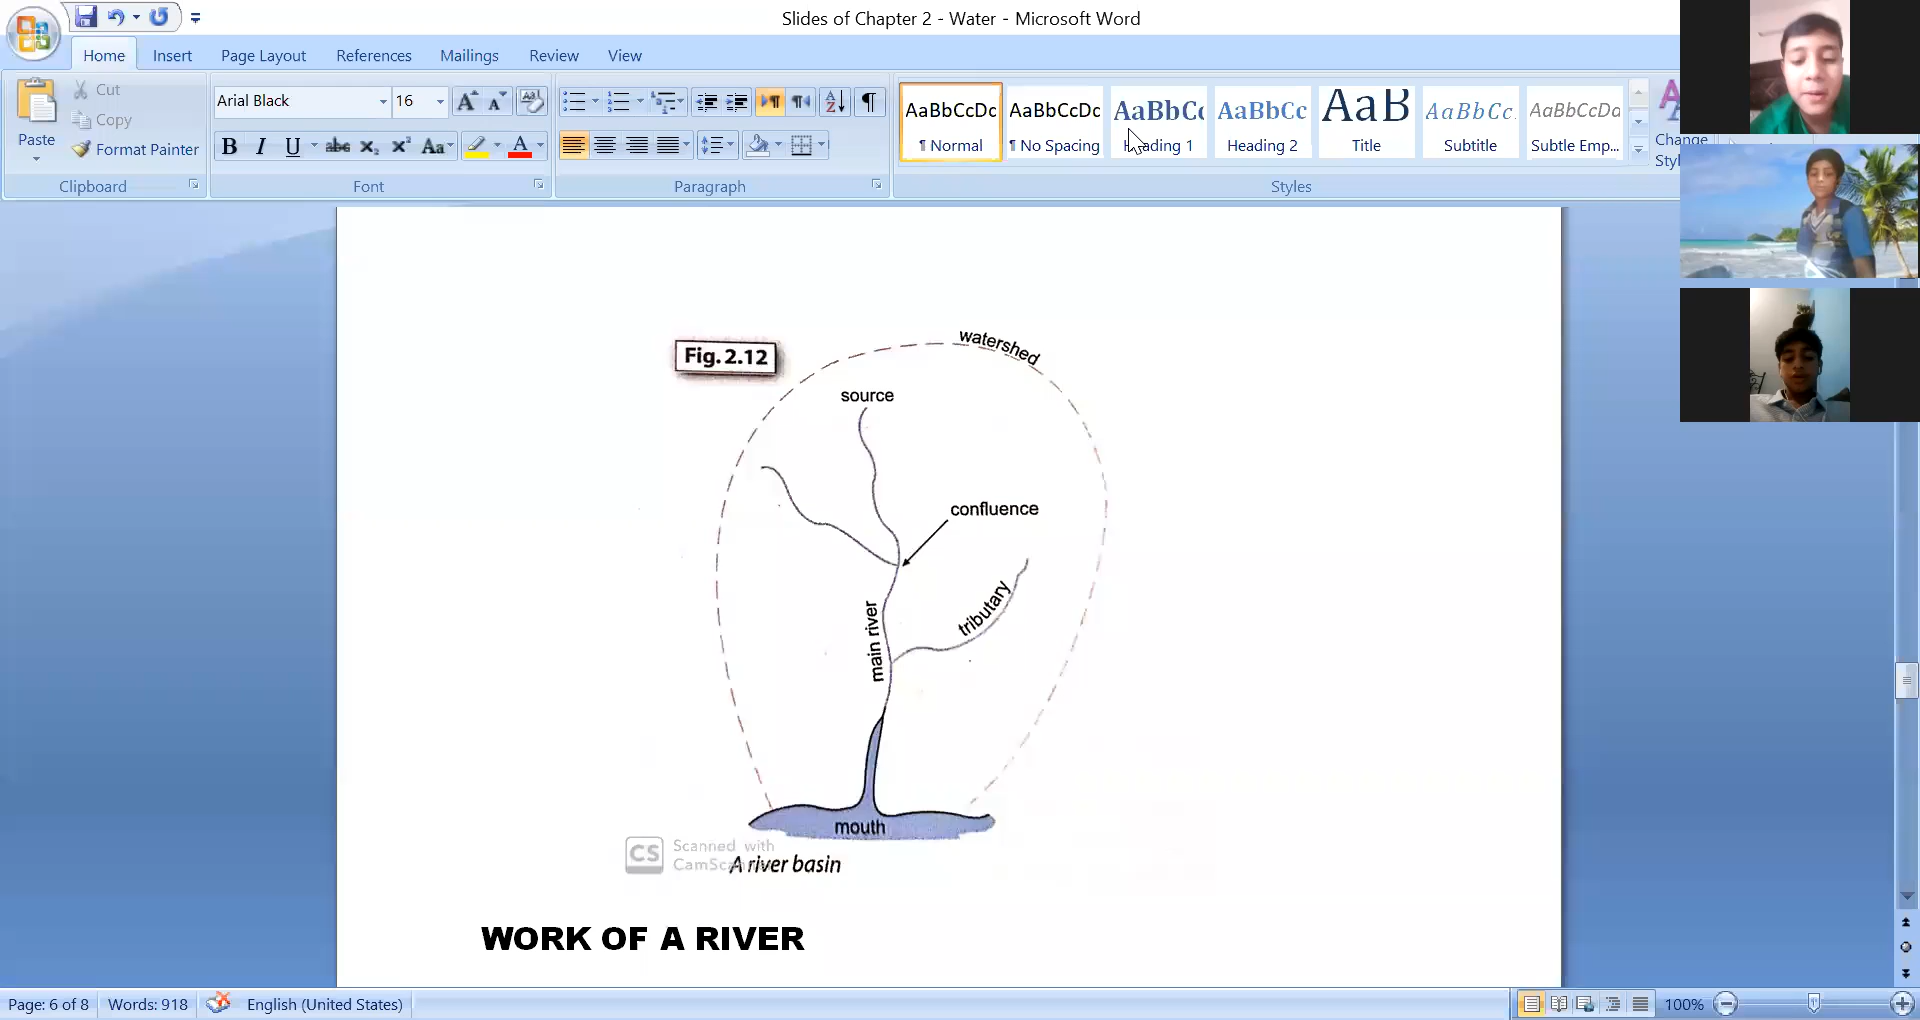 Slides of Chapter 2 - Water - Microsoft Word
Home Insert Page Layout References Mailings Review View
Paste
Cut
Copy
Format Painter
Clipboard
Arial Black 16
Font
Paragraph
AaBbCcDc AaBbCcDc AaBbCc AaBbCc AaB AaBbCc. AaBbCcDa
¶ Normal ¶ No Spacing Heading 2 Title Subtitle Subtle Emp...
Styles
Change
Styl
Fig. 2.12
watershed
source
confluence
tributary
main river
mouth
CS Scanned with
A river basin
WORK OF A RIVER
Page: 6 of 8 Words: 918 English (United States) 100%